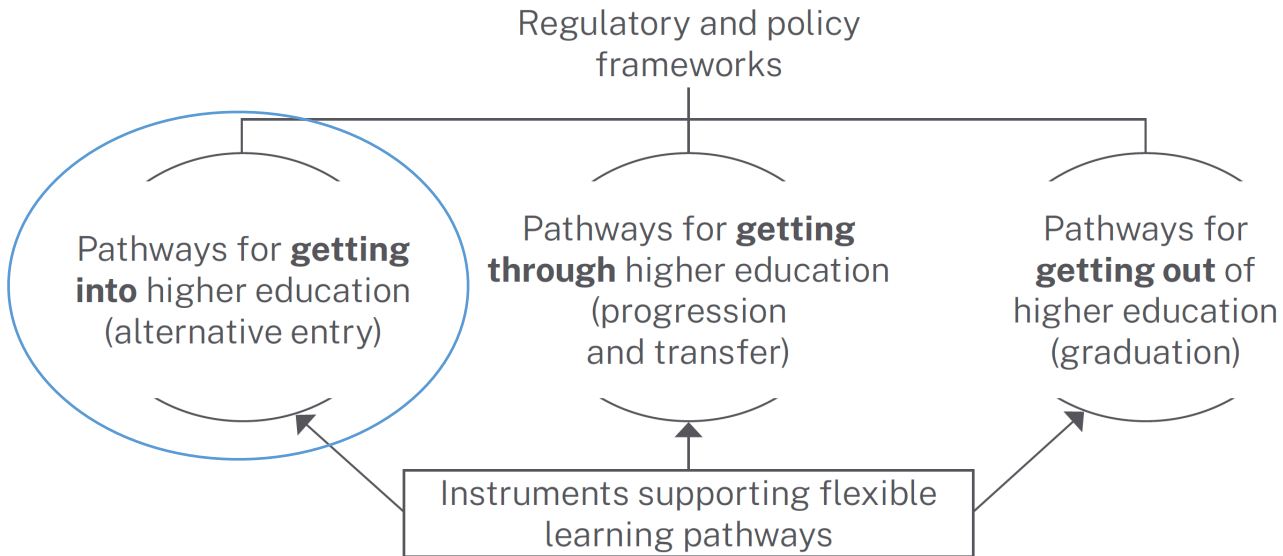 Regulatory and policy
frameworks
Pathways for getting
into higher education
(alternative entry)
Pathways for getting
through higher education
(progression
and transfer)
Pathways for
getting out of
higher education
(graduation)
Instruments supporting flexible
learning pathways